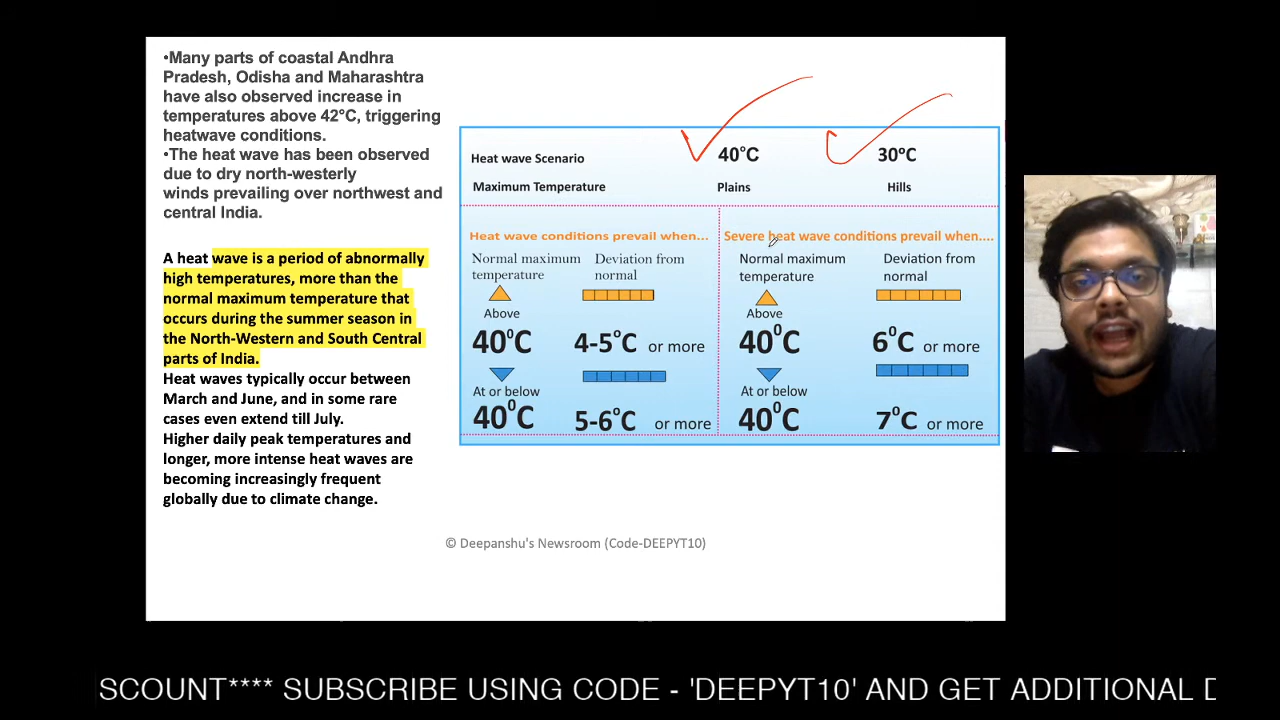 •Many parts of coastal Andhra
Pradesh, Odisha and Maharashtra
have also observed increase in
temperatures above 42°C, triggering
heatwave conditions.
•The heat wave has been observed
due to dry north-westerly
winds prevailing over northwest and
central India.
A heat wave is a period of abnormally
high temperatures, more than the
normal maximum temperature that
occurs during the summer season in
the North-Western and South Central
parts of India.
Heat waves typically occur between
March and June, and in some rare
cases even extend till July.
Higher daily peak temperatures and
longer, more intense heat waves are
becoming increasingly frequent
globally due to climate change.
Heat wave Scenario 40°C 30°C
Maximum Temperature Plains Hills
Heat wave conditions prevail when....
Normal maximum temperature Deviation from normal
Above
40°C 4-5°C or more
At or below
40°C 5-6°C or more
Severe heat wave conditions prevail when....
Normal maximum temperature Deviation from normal
Above
40°C 6°C or more
At or below
40°C 7°C or more
© Deepanshu's Newsroom (Code-DEEPYT10)
SCOUNT**** SUBSCRIBE USING CODE - 'DEEPYT10' AND GET ADDITIONAL D